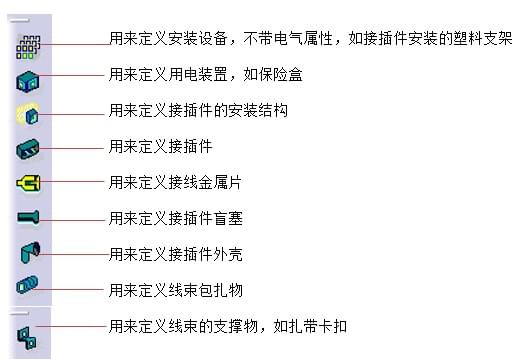 用来定义安装设备，不带电气属性，如接插件安装的塑料支架
用来定义用电装置，如保险盒
用来定义接插件的安装结构
用来定义接插件
用来定义接线金属片
用来定义接插件盲塞
用来定义接插件外壳
用来定义线束包扎物
用来定义线束的支撑物，如扎带卡扣